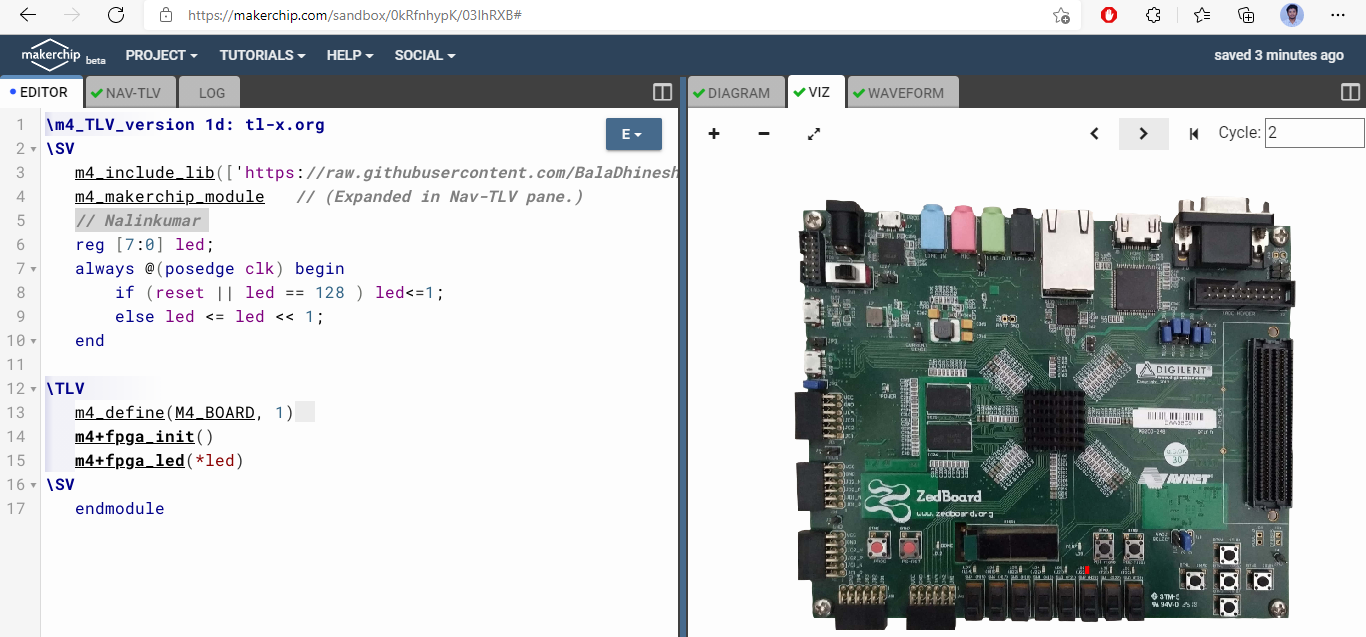 https://makerchip.com/sandbox/0kRfnhypK/03lhRXB#
makerchip beta PROJECT TUTORIALS HELP SOCIAL saved 3 minutes ago
EDITOR NAV-TLV LOG
DIAGRAM VIZ WAVEFORM
E
Cycle: 2
1 \m4_TLV_version 1d: tl-x.org
2 \SV
3 m4_include_lib(['https://raw.githubusercontent.com/BalaDhinesh
4 m4_makerchip_module // (Expanded in Nav-TLV pane.)
5 // Nalinkumar
6 reg [7:0] led;
7 always @(posedge clk) begin
8 if (reset || led == 128 ) led<=1;
9 else led <= led << 1;
10 end
11
12 \TLV
13 m4_define(M4_BOARD, 1)
14 m4+fpga_init()
15 m4+fpga_led(*led)
16 \SV
17 endmodule
LINE IN
DIGILENT
AVNET
ZedBoard
www.zedboard.org